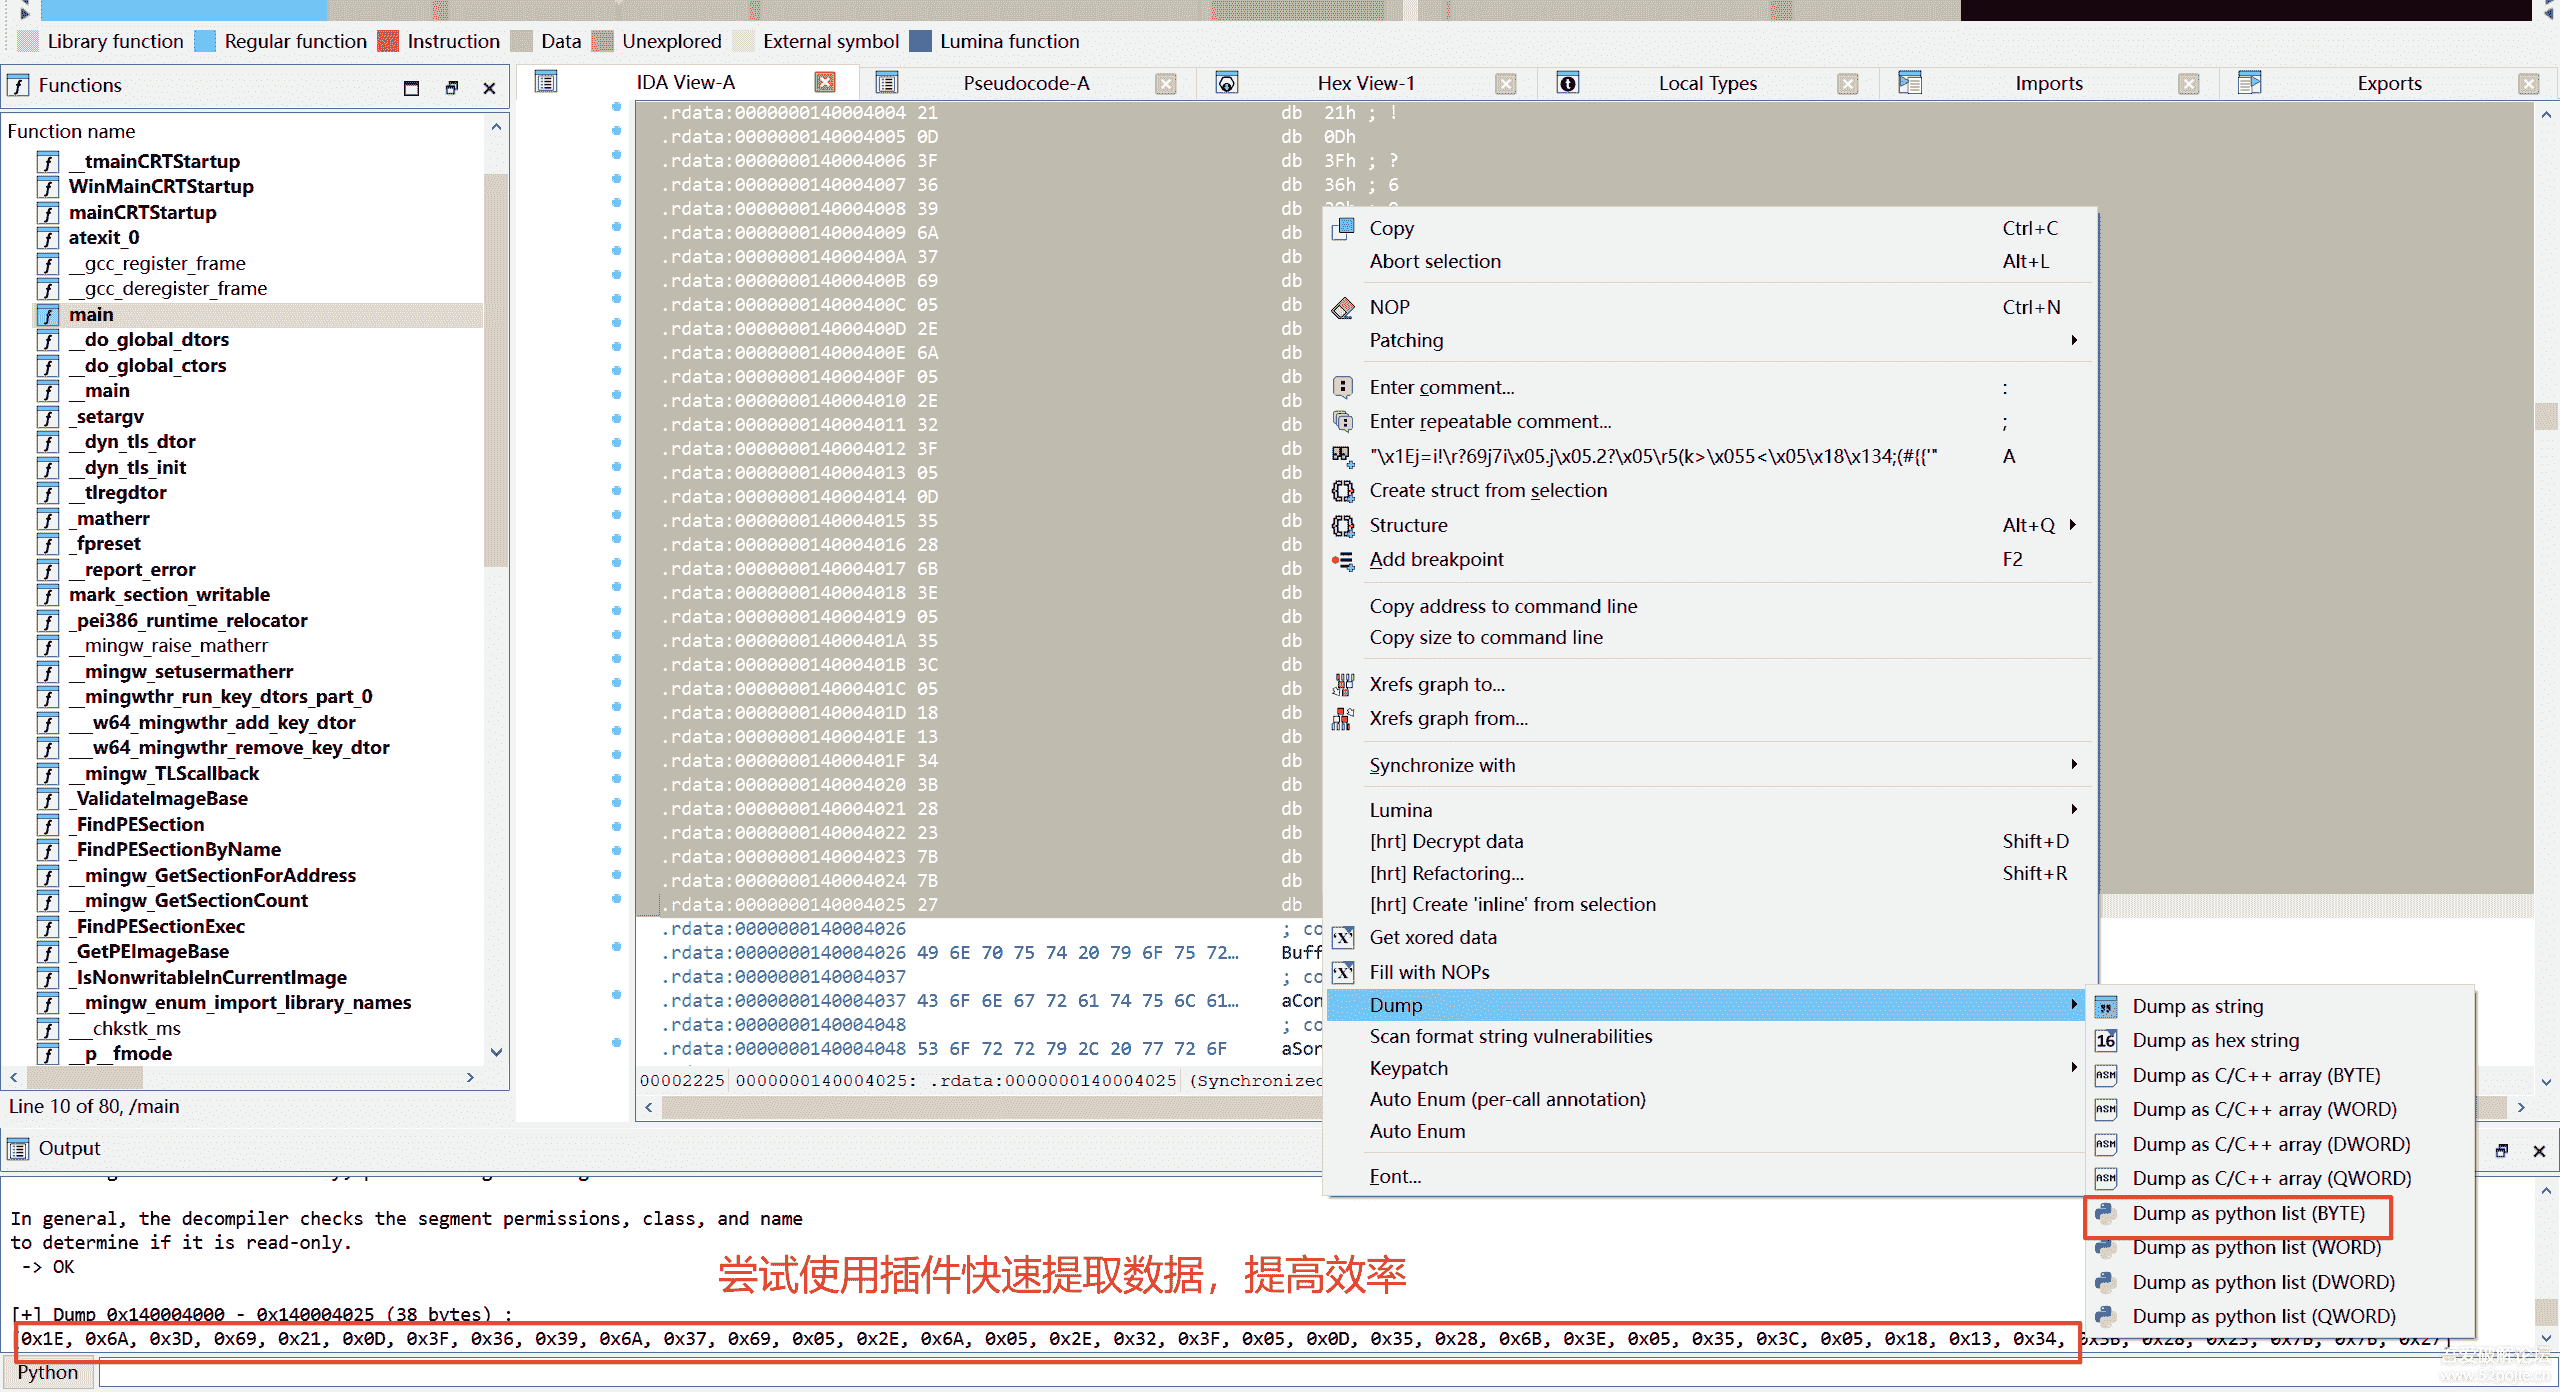 Library function Regular function Instruction Data Unexplored External symbol Lumina function
Functions
Function name
__tmainCRTStartup
WinMainCRTStartup
mainCRTStartup
atexit_0
__gcc_register_frame
__gcc_deregister_frame
main
__do_global_dtors
__do_global_ctors
__main
_setargv
__dyn_tls_dtor
__dyn_tls_init
__tlregdtor
_matherr
_fpreset
__report_error
mark_section_writable
_pei386_runtime_relocator
__mingw_raise_matherr
__mingw_setusermatherr
__mingwthr_run_key_dtors_part_0
___w64_mingwthr_add_key_dtor
___w64_mingwthr_remove_key_dtor
__mingw_TLScallback
_ValidateImageBase
_FindPESection
_FindPESectionByName
__mingw_GetSectionForAddress
__mingw_GetSectionCount
_FindPESectionExec
_GetPEImageBase
_IsNonwritableInCurrentImage
__mingw_enum_import_library_names
___chkstk_ms
__p__fmode
Line 10 of 80, /main
IDA View-A Pseudocode-A Hex View-1 Local Types Imports Exports
.rdata:0000000140004004 21 db 21h ; !
.rdata:0000000140004005 0D db 0Dh
.rdata:0000000140004006 3F db 3Fh ; ?
.rdata:0000000140004007 36 db 36h ; 6
.rdata:0000000140004008 39 db
.rdata:0000000140004009 6A db
.rdata:000000014000400A 37 db
.rdata:000000014000400B 69 db
.rdata:000000014000400C 05 db
.rdata:000000014000400D 2E db
.rdata:000000014000400E 6A db
.rdata:000000014000400F 05 db
.rdata:0000000140004010 2E db
.rdata:0000000140004011 32 db
.rdata:0000000140004012 3F db
.rdata:0000000140004013 05 db
.rdata:0000000140004014 0D db
.rdata:0000000140004015 35 db
.rdata:0000000140004016 28 db
.rdata:0000000140004017 6B db
.rdata:0000000140004018 3E db
.rdata:0000000140004019 05 db
.rdata:000000014000401A 35 db
.rdata:000000014000401B 3C db
.rdata:000000014000401C 05 db
.rdata:000000014000401D 18 db
.rdata:000000014000401E 13 db
.rdata:000000014000401F 34 db
.rdata:0000000140004020 3B db
.rdata:0000000140004021 28 db
.rdata:0000000140004022 23 db
.rdata:0000000140004023 7B db
.rdata:0000000140004024 7B db
.rdata:0000000140004025 27 db
.rdata:0000000140004026 ; co
.rdata:0000000140004026 49 6E 70 75 74 20 79 6F 75 72… Buff
.rdata:0000000140004037 ; co
.rdata:0000000140004037 43 6F 6E 67 72 61 74 75 6C 61… aCon
.rdata:0000000140004048 ; co
.rdata:0000000140004048 53 6F 72 72 79 2C 20 77 72 6F aSor
00002225 0000000140004025: .rdata:0000000140004025 (Synchronized
Copy Ctrl+C
Abort selection Alt+L
NOP Ctrl+N
Patching
Enter comment... :
Enter repeatable comment... ;
"\x1Ej=i!\r?69j7i\x05.j\x05.2?\x05\r5(k>\x055<\x05\x18\x134;(#{{'" A
Create struct from selection
Structure Alt+Q
Add breakpoint F2
Copy address to command line
Copy size to command line
Xrefs graph to...
Xrefs graph from...
Synchronize with
Lumina
[hrt] Decrypt data Shift+D
[hrt] Refactoring... Shift+R
[hrt] Create 'inline' from selection
Get xored data
Fill with NOPs
Dump
Scan format string vulnerabilities
Keypatch
Auto Enum (per-call annotation)
Auto Enum
Font...
Dump as string
Dump as hex string
Dump as C/C++ array (BYTE)
Dump as C/C++ array (WORD)
Dump as C/C++ array (DWORD)
Dump as C/C++ array (QWORD)
Dump as python list (BYTE)
Dump as python list (WORD)
Dump as python list (DWORD)
Dump as python list (QWORD)
Output
In general, the decompiler checks the segment permissions, class, and name
to determine if it is read-only.
-> OK
尝试使用插件快速提取数据，提高效率
[+] Dump 0x140004000 - 0x140004025 (38 bytes) :
[0x1E, 0x6A, 0x3D, 0x69, 0x21, 0x0D, 0x3F, 0x36, 0x39, 0x6A, 0x37, 0x69, 0x05, 0x2E, 0x6A, 0x05, 0x2E, 0x32, 0x3F, 0x05, 0x0D, 0x35, 0x28, 0x6B, 0x3E, 0x05, 0x35, 0x3C, 0x05, 0x18, 0x13, 0x34, 0x3B, 0x28, 0x23, 0x7B, 0x7B, 0x27]
Python
吾爱破解论坛
www.52pojie.cn